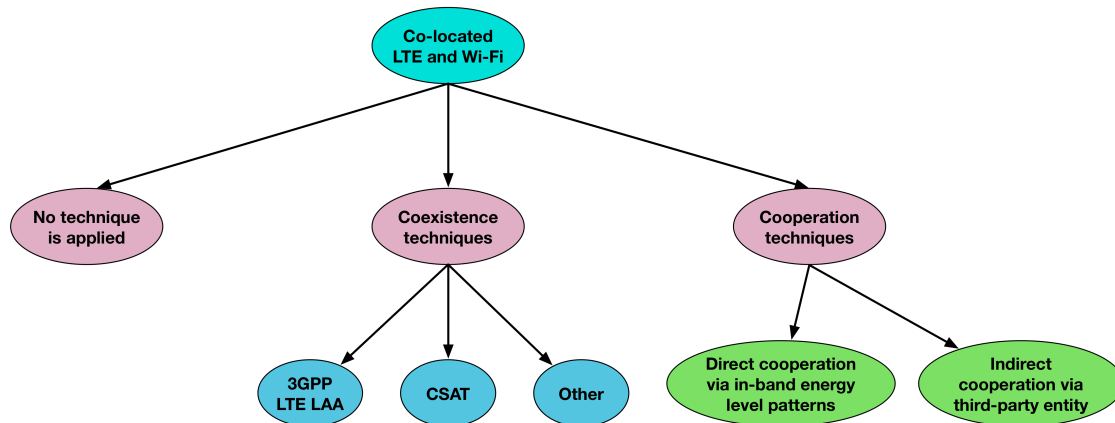 Co-located
LTE and Wi-Fi
No technique
is applied
Coexistence
techniques
Cooperation
techniques
3GPP
LTE LAA
CSAT
Other
Direct cooperation
via in-band energy
level patterns
Indirect
cooperation via
third-party entity